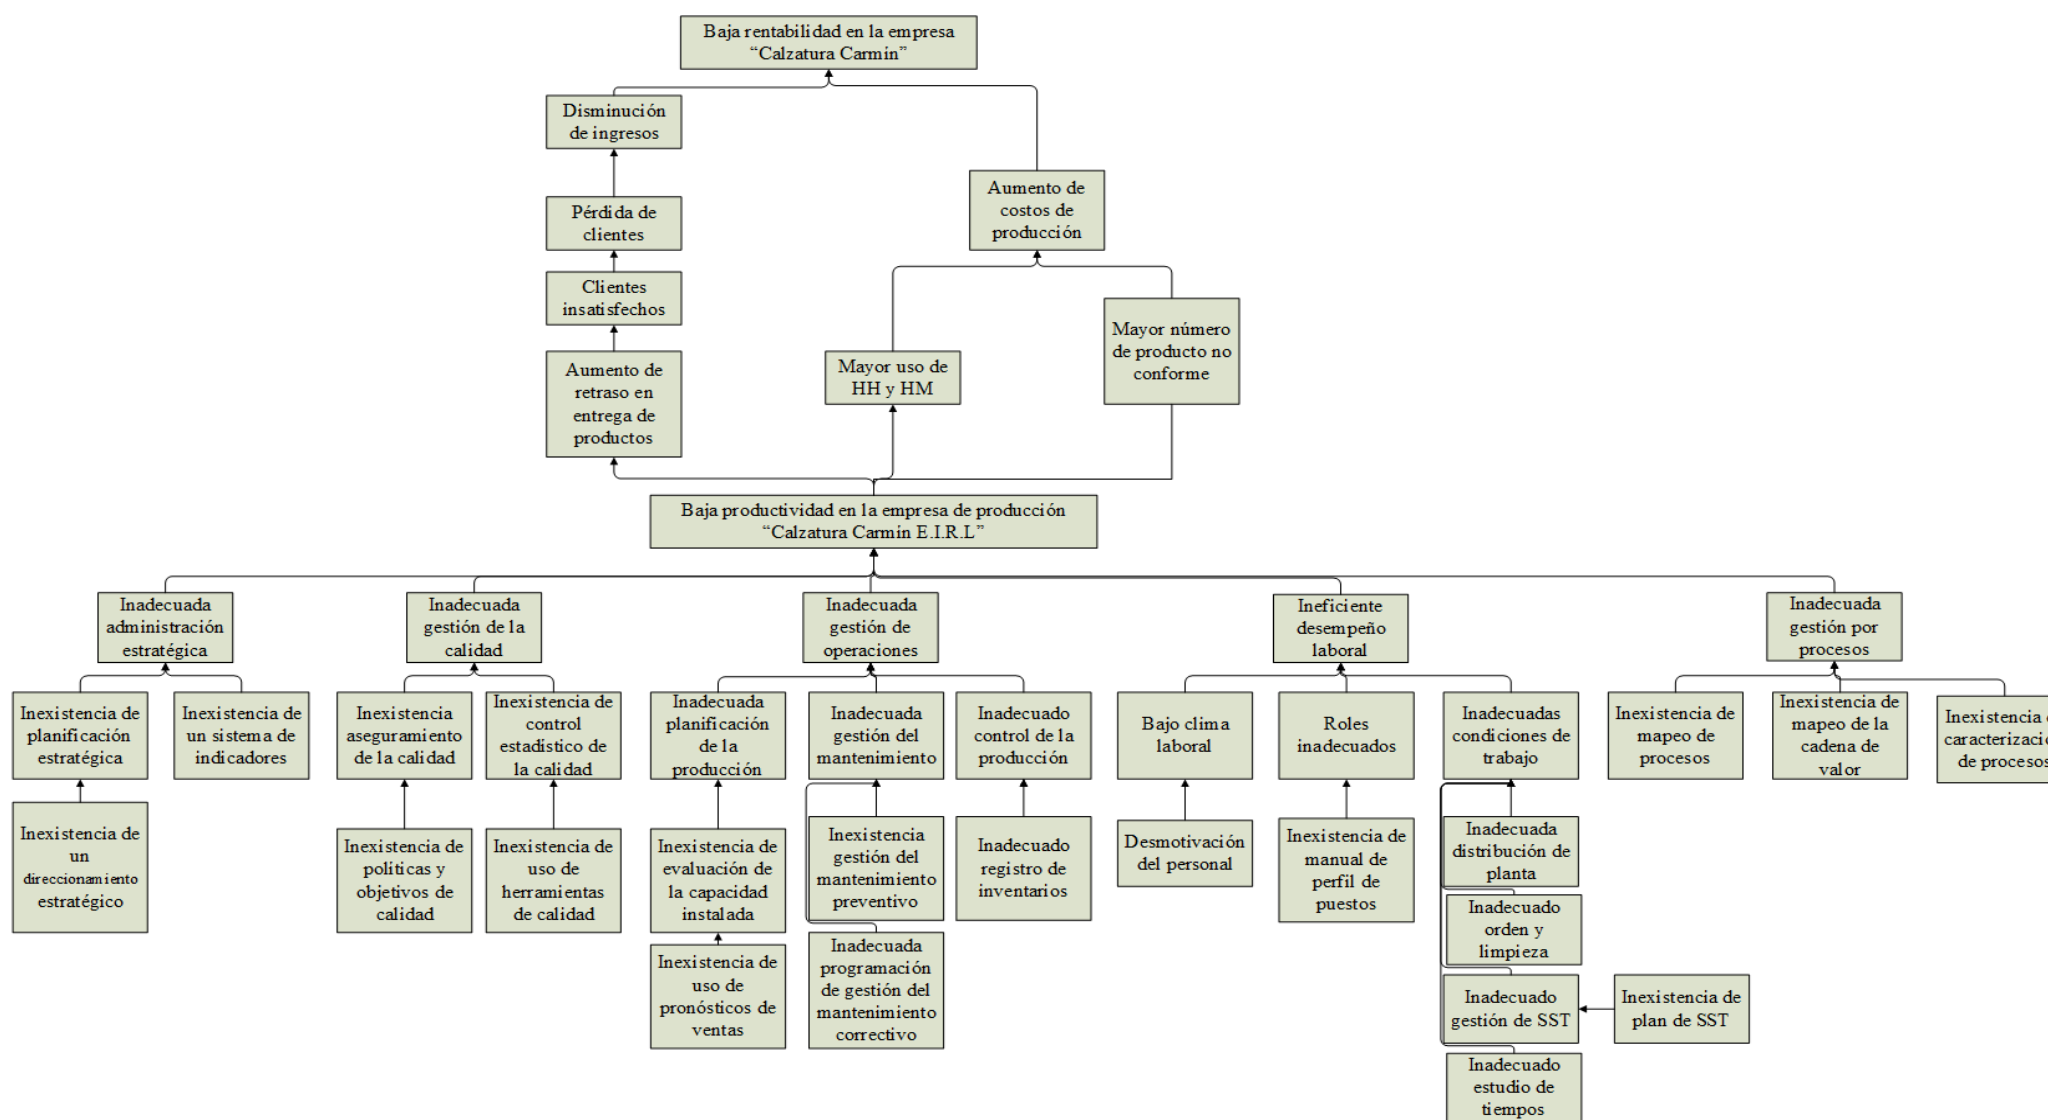 Baja rentabilidad en la empresa
“Calzatura Carmín”
Disminución
de ingresos
Aumento de
costos de
producción
Pérdida de
clientes
Clientes
insatisfechos
Mayor número
de producto no
conforme
Aumento de
retraso en
entrega de
productos
Mayor uso de
HH y HM
Baja productividad en la empresa de producción
“Calzatura Carmín E.I.R.L”
Inadecuada
administración
estratégica
Inadecuada
gestión de la
calidad
Inadecuada
gestión de
operaciones
Ineficiente
desempeño
laboral
Inadecuada
gestión por
procesos
Inexistencia de
planificación
estratégica
Inexistencia de
un sistema de
indicadores
Inexistencia
aseguramiento
de la calidad
Inexistencia de
control
estadístico de
la calidad
Inadecuada
planificación
de la
producción
Inadecuada
gestión del
mantenimiento
Inadecuado
control de la
producción
Bajo clima
laboral
Roles
inadecuados
Inadecuadas
condiciones de
trabajo
Inexistencia de
mapeo de
procesos
Inexistencia de
mapeo de la
cadena de
valor
Inexistencia
de procesos
Inexistencia de
un
direccionamiento
estratégico
Inexistencia de
políticas y
objetivos de
calidad
Inexistencia de
uso de
herramientas
de calidad
Inexistencia de
evaluación de
la capacidad
instalada
Inexistencia
gestión del
mantenimiento
preventivo
Inadecuado
registro de
inventarios
Desmotivación
del personal
Inexistencia de
manual de
perfil de
puestos
Inadecuada
distribución de
planta
Inadecuado
orden y
limpieza
Inexistencia de
uso de
pronósticos de
ventas
Inadecuada
programación
de gestión del
mantenimiento
correctivo
Inadecuado
gestión de SST
Inexistencia de
plan de SST
Inadecuado
estudio de
tiempos